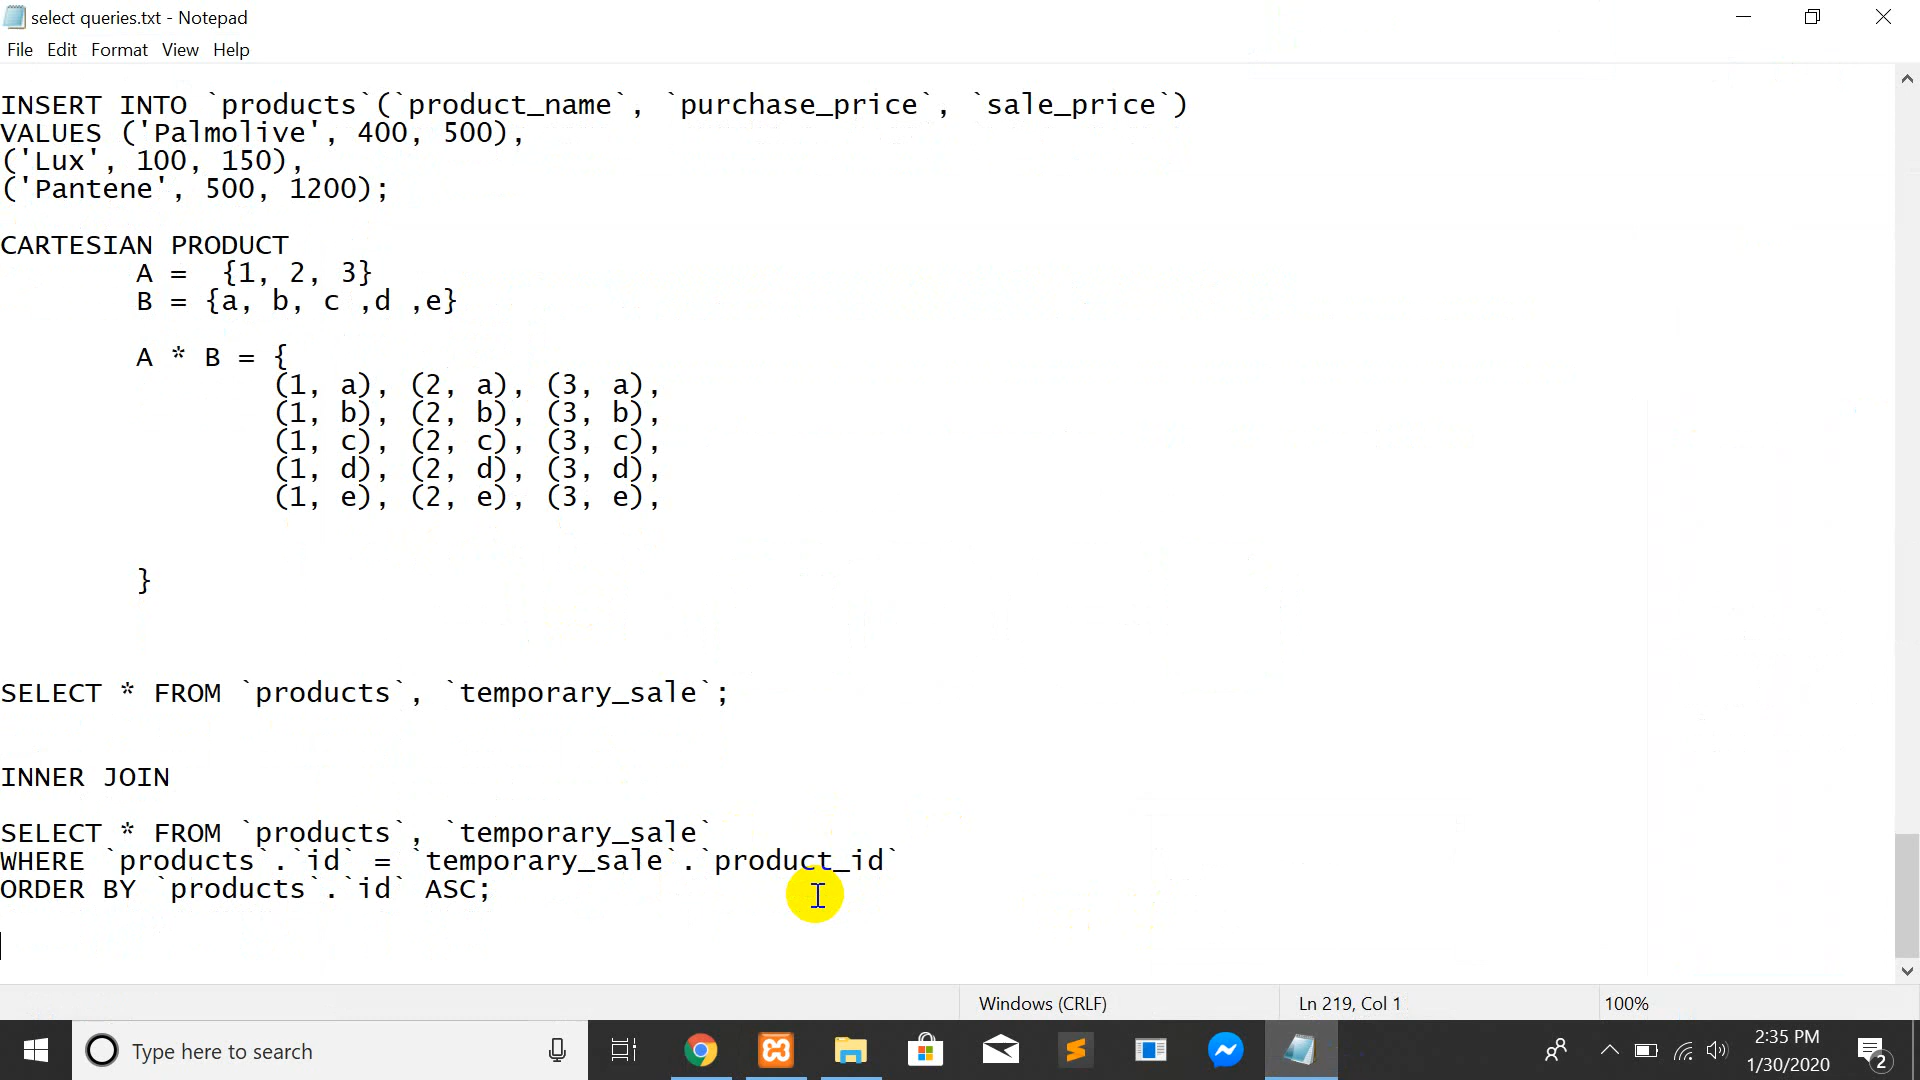 select queries.txt - Notepad
File Edit Format View Help
INSERT INTO `products`(`product_name`, `purchase_price`, `sale_price`)
VALUES ('Palmolive', 400, 500),
('Lux', 100, 150),
('Pantene', 500, 1200);
CARTESIAN PRODUCT
A =  {1, 2, 3}
B = {a, b, c ,d ,e}
A * B = {
(1, a), (2, a), (3, a),
(1, b), (2, b), (3, b),
(1, c), (2, c), (3, c),
(1, d), (2, d), (3, d),
(1, e), (2, e), (3, e),
}
SELECT * FROM `products`, `temporary_sale`;
INNER JOIN
SELECT * FROM `products`, `temporary_sale`
WHERE `products`.`id` = `temporary_sale`.`product_id`
ORDER BY `products`.`id` ASC;
Windows (CRLF) Ln 219, Col 1 100%
Type here to search
2:35 PM
1/30/2020
2